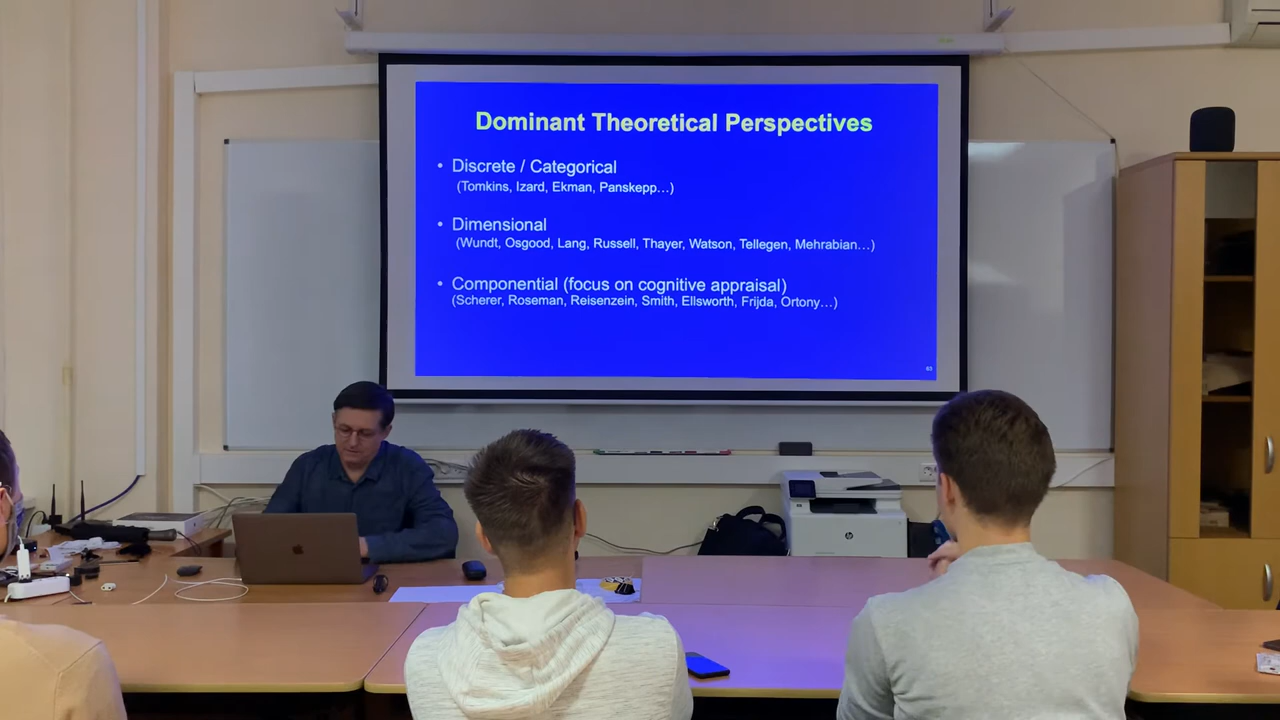 Dominant Theoretical Perspectives
• Discrete / Categorical
(Tomkins, Izard, Ekman, Panskepp…)
• Dimensional
(Wundt, Osgood, Lang, Russell, Thayer, Watson, Tellegen, Mehrabian…)
• Componential (focus on cognitive appraisal)
(Scherer, Roseman, Reisenzein, Smith, Ellsworth, Frijda, Ortony…)
hp